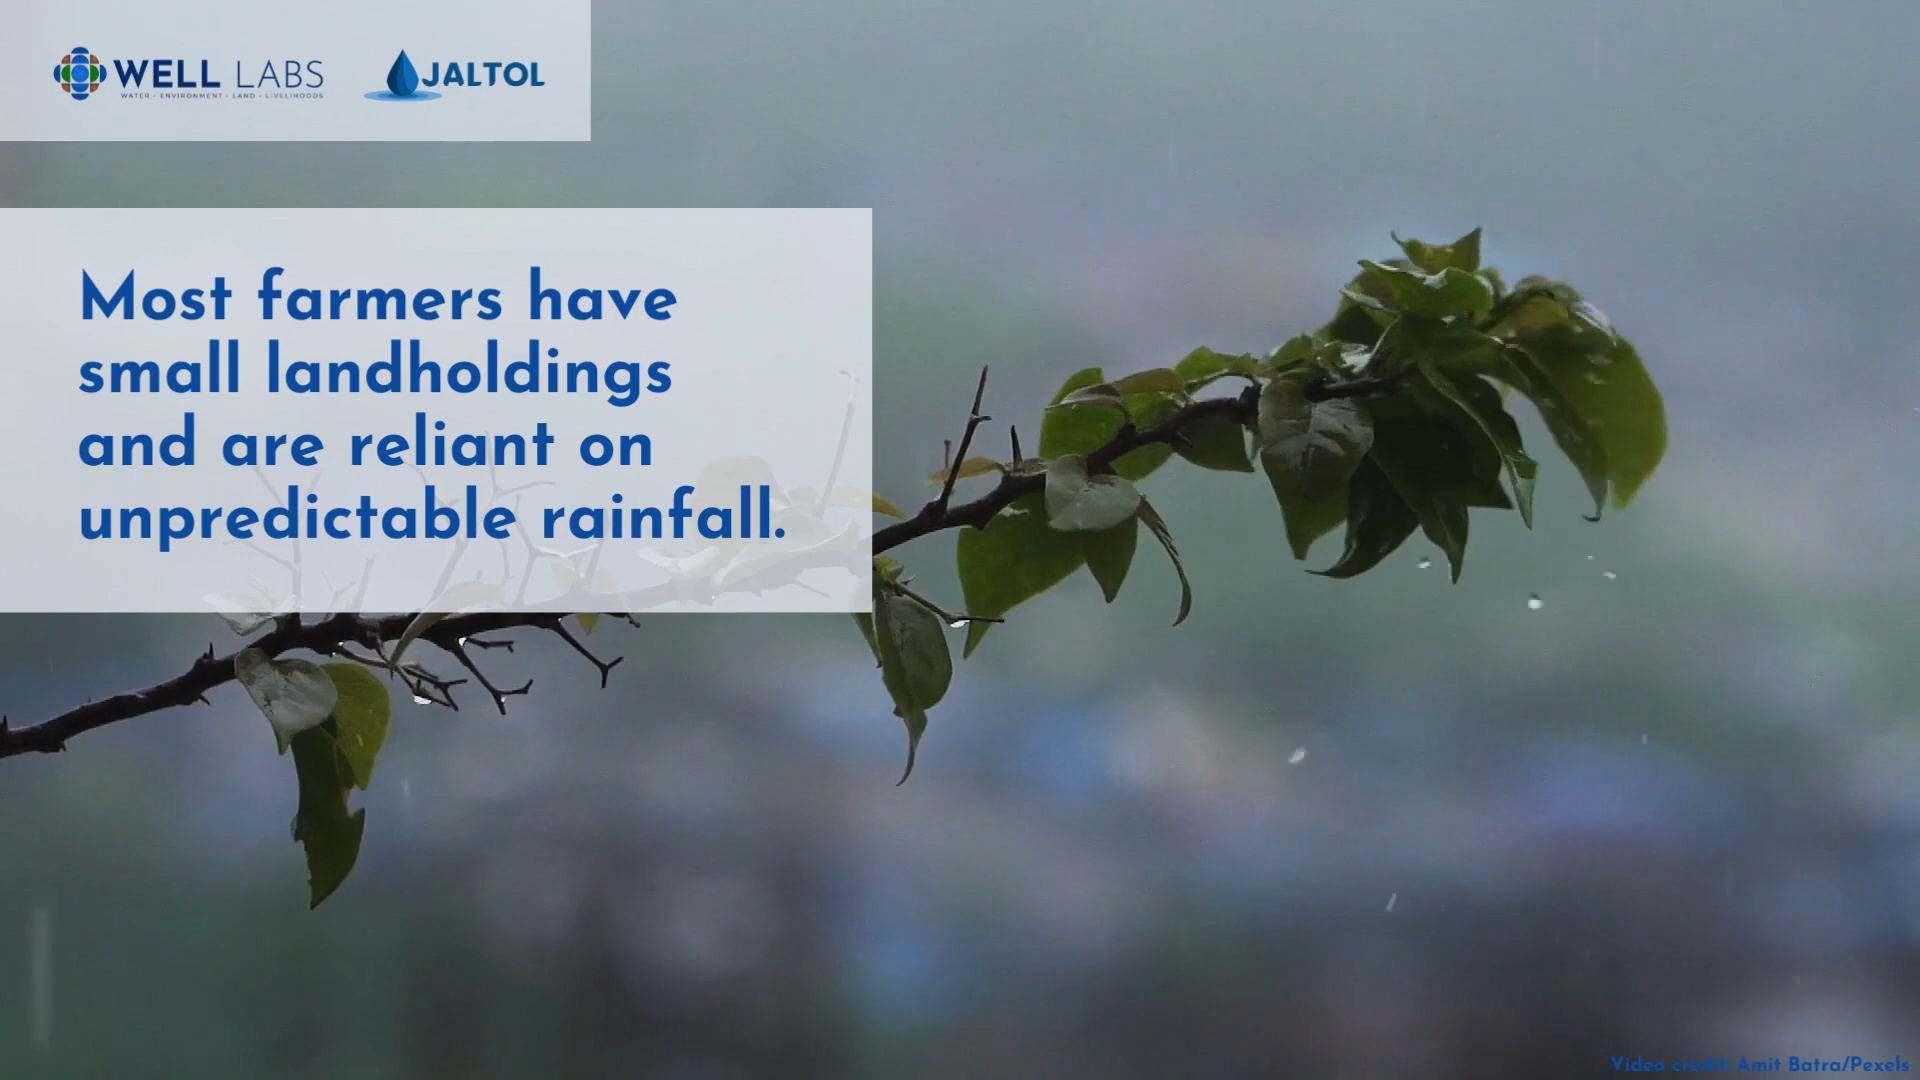 WELL LABS
WATER · ENVIRONMENT · LAND · LIVELIHOODS
JALTOL
Most farmers have
small landholdings
and are reliant on
unpredictable rainfall.
Video credit: Amit Batra/Pexels